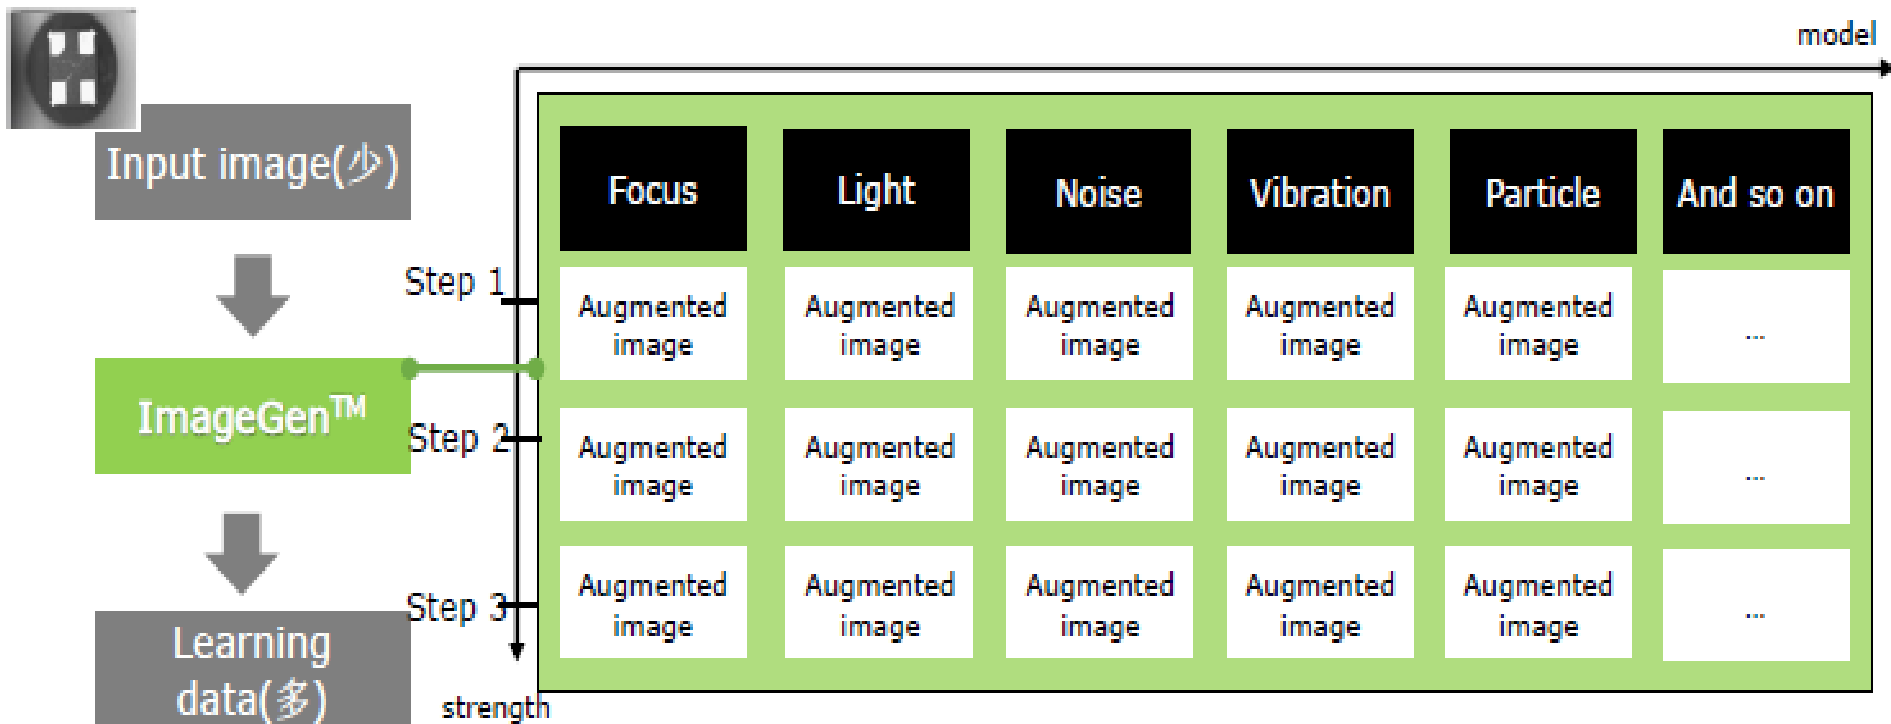 model
Input image(少)
Focus Light Noise Vibration Particle And so on
Step 1
Augmented Augmented Augmented Augmented Augmented ...
image image image image image
ImageGen™
Step 2
Augmented Augmented Augmented Augmented Augmented ...
image image image image image
Step 3
Augmented Augmented Augmented Augmented Augmented ...
image image image image image
Learning
data(多)
strength